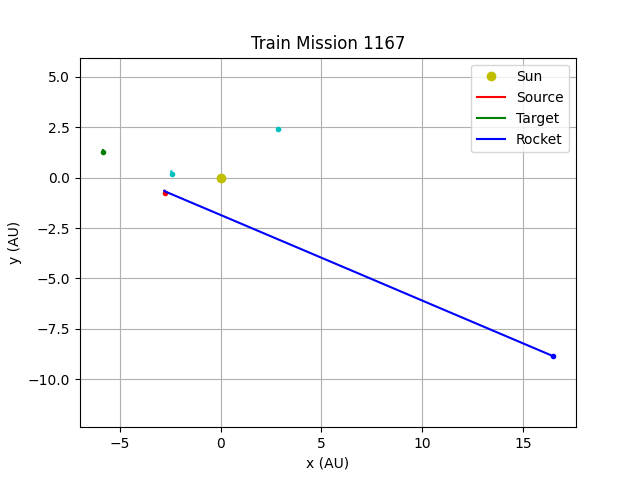 Train Mission 1167
Sun
Source
Target
Rocket
5.0
2.5
0.0
−2.5
−5.0
−7.5
−10.0
y (AU)
−5
0
5
10
15
x (AU)